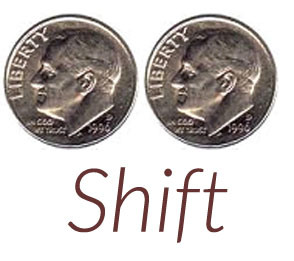 LIBERTY
IN GOD
WE TRUST
D
1996
LIBERTY
IN GOD
WE TRUST
D
1996
Shift